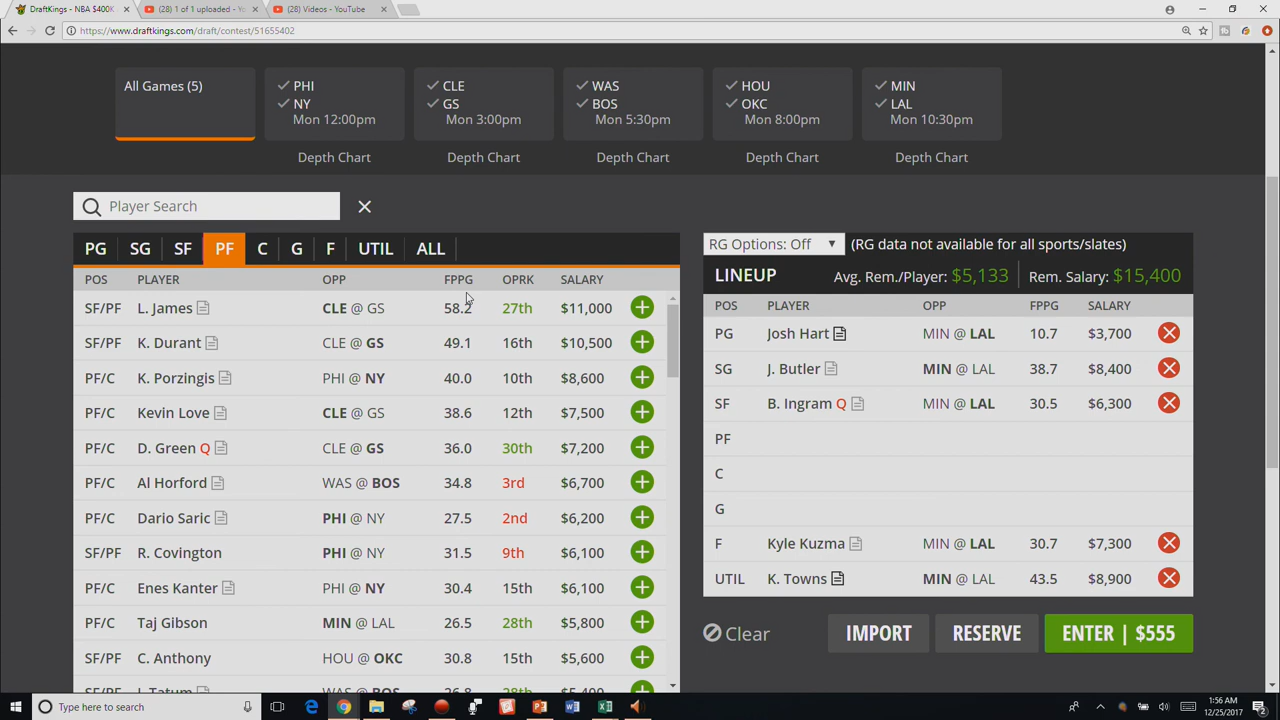 DraftKings - NBA $400K
(28) 1 of 1 uploaded - Yo
(28) Videos - YouTube
https://www.draftkings.com/draft/contest/51655402
All Games (5)
PHI
NY
Mon 12:00pm
CLE
GS
Mon 3:00pm
WAS
BOS
Mon 5:30pm
HOU
OKC
Mon 8:00pm
MIN
LAL
Mon 10:30pm
Depth Chart Depth Chart Depth Chart Depth Chart Depth Chart
Player Search
PG SG SF PF C G F UTIL ALL
POS PLAYER OPP FPPG OPRK SALARY
SF/PF L. James CLE @ GS 58.2 27th $11,000
SF/PF K. Durant CLE @ GS 49.1 16th $10,500
PF/C K. Porzingis PHI @ NY 40.0 10th $8,600
PF/C Kevin Love CLE @ GS 38.6 12th $7,500
PF/C D. Green Q CLE @ GS 36.0 30th $7,200
PF/C Al Horford WAS @ BOS 34.8 3rd $6,700
PF/C Dario Saric PHI @ NY 27.5 2nd $6,200
SF/PF R. Covington PHI @ NY 31.5 9th $6,100
PF/C Enes Kanter PHI @ NY 30.4 15th $6,100
PF/C Taj Gibson MIN @ LAL 26.5 28th $5,800
SF/PF C. Anthony HOU @ OKC 30.8 15th $5,600
SF/PF J. Tatum WAS @ BOS 26.8 28th $5,400
RG Options: Off (RG data not available for all sports/slates)
LINEUP Avg. Rem./Player: $5,133 Rem. Salary: $15,400
POS PLAYER OPP FPPG SALARY
PG Josh Hart MIN @ LAL 10.7 $3,700
SG J. Butler MIN @ LAL 38.7 $8,400
SF B. Ingram Q MIN @ LAL 30.5 $6,300
PF
C
G
F Kyle Kuzma MIN @ LAL 30.7 $7,300
UTIL K. Towns MIN @ LAL 43.5 $8,900
Clear IMPORT RESERVE ENTER | $555
Type here to search
1:56 AM
12/25/2017
2